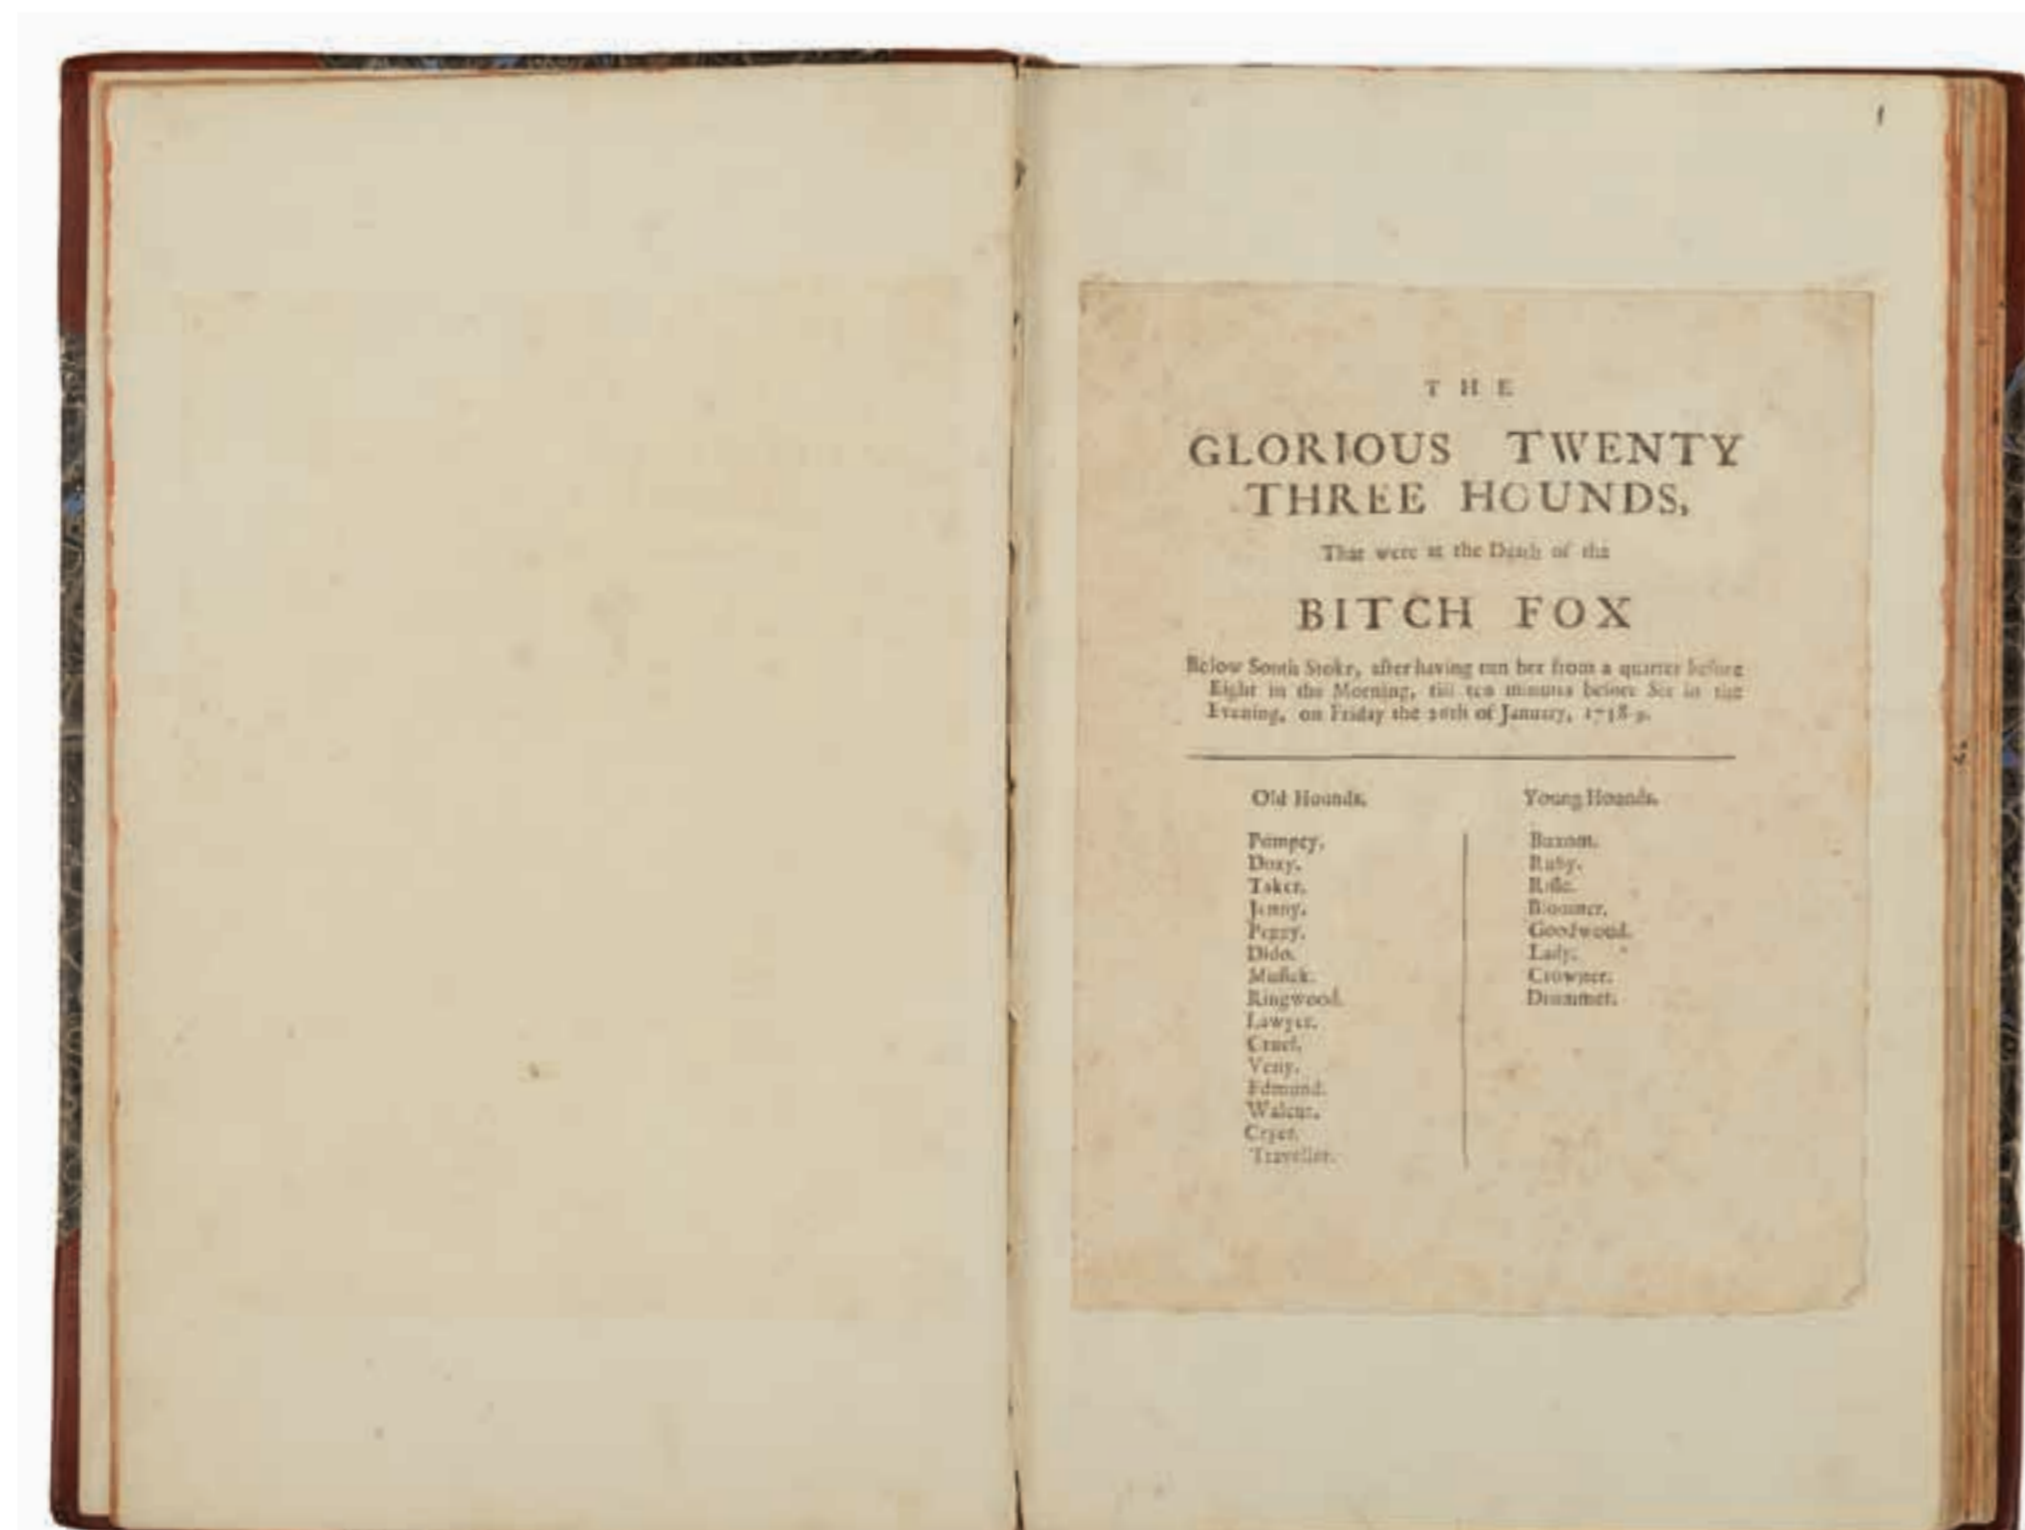 1
THE
GLORIOUS TWENTY
THREE HOUNDS,
That were at the Death of the
BITCH FOX
Below South Stoke, after having run her from a quarter before
Eight in the Morning, till ten minutes before Six in the
Evening, on Friday the 26th of January, 1738-9.
Old Hounds.
Pompey.
Doxy.
Taker.
Jenny.
Peggy.
Dido.
Musick.
Ringwood.
Lawyer.
Cruel.
Veny.
Edmund.
Walcut.
Cryer.
Traveller.
Young Hounds.
Buxom.
Ruby.
Rifle.
Bloomer.
Goodwood.
Lady.
Crowner.
Drummer.